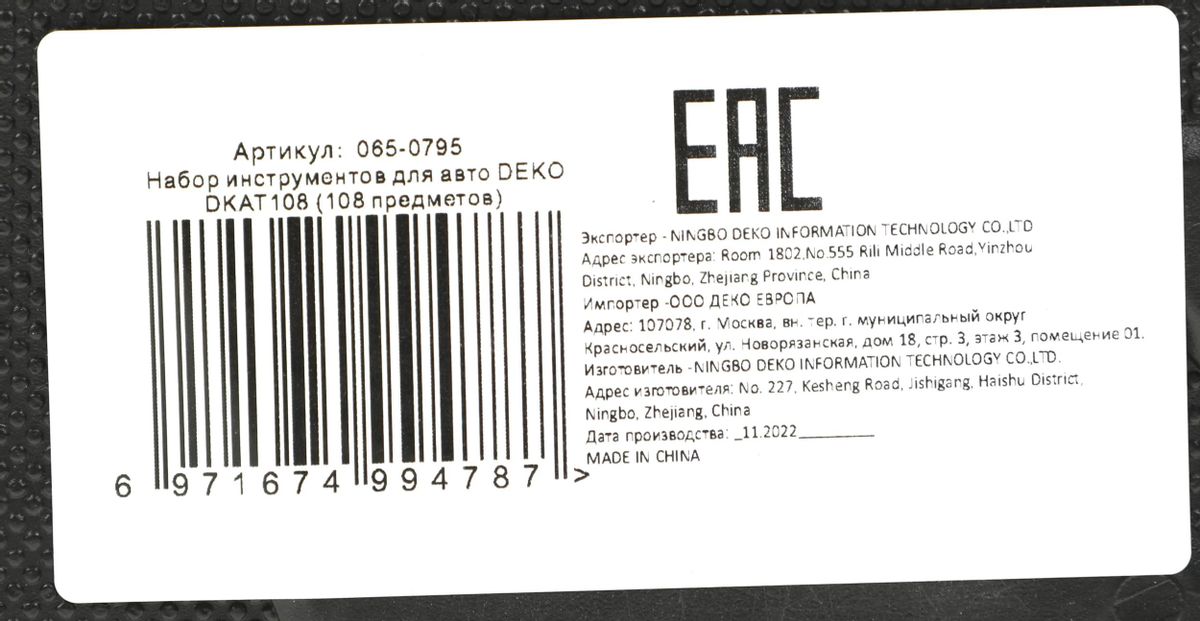 Артикул: 065-0795
Набор инструментов для авто DEKO
DKAT108 (108 предметов)
6 971674 994787 >
EAC
Экспортер - NINGBO DEKO INFORMATION TECHNOLOGY CO.,LTD
Адрес экспортера: Room 1802,No.555 Rili Middle Road,Yinzhou
District, Ningbo, Zhejiang Province, China
Импортер -ООО ДЕКО ЕВРОПА
Адрес: 107078, г. Москва, вн. тер. г. муниципальный округ
Красносельский, ул. Новорязанская, дом 18, стр. 3, этаж 3, помещение 01.
Изготовитель -NINGBO DEKO INFORMATION TECHNOLOGY CO.,LTD.
Адрес изготовителя: No. 227, Kesheng Road, Jishigang, Haishu District,
Ningbo, Zhejiang, China
Дата производства: _11.2022________
MADE IN CHINA